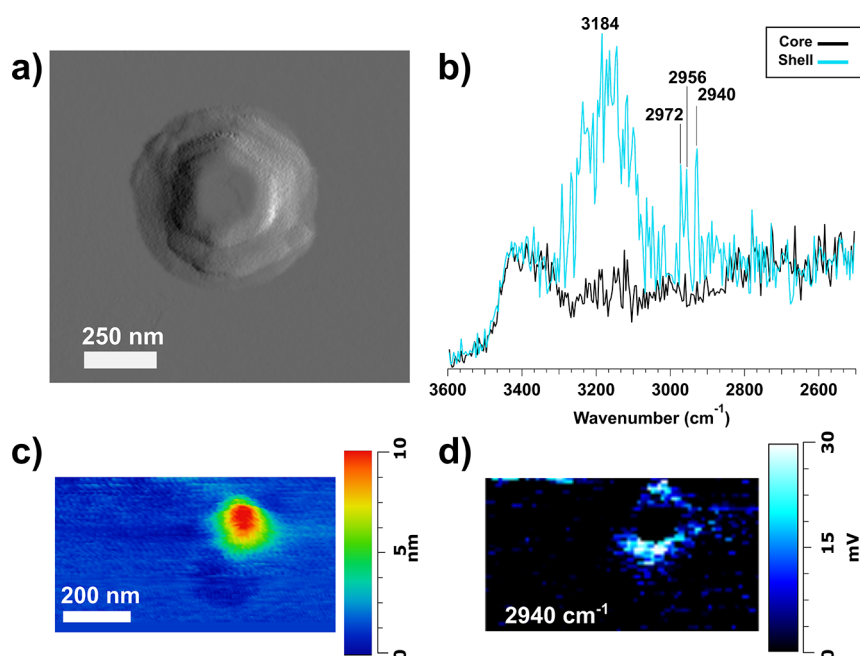 a)
250 nm
b)
3184
2972
2956
2940
Core
Shell
3600 3400 3200 3000 2800 2600
Wavenumber (cm⁻¹)
c)
200 nm
10
5
0
nm
d)
2940 cm⁻¹
30
15
0
mV